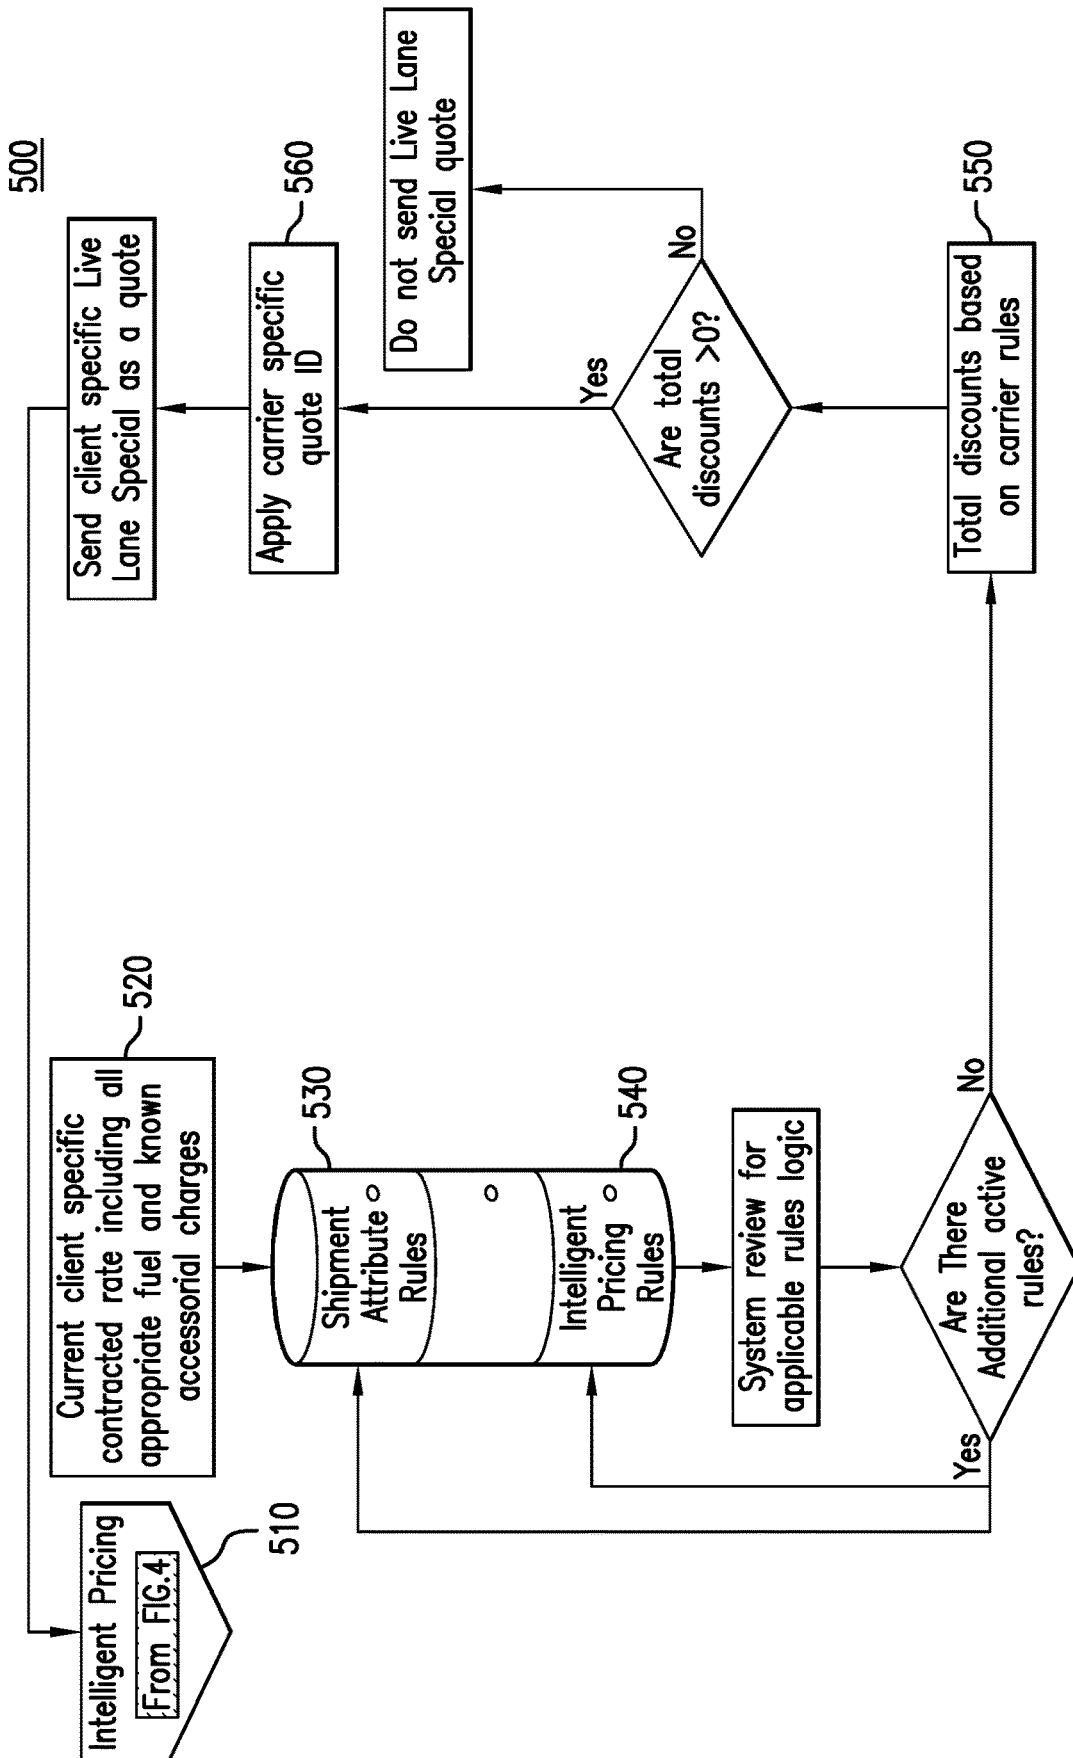 500
Intelligent Pricing
From FIG.4
510
Current client specific
contracted rate including all
appropriate fuel and known
accessorial charges
520
Shipment
Attribute
Rules
530
Intelligent
Pricing
Rules
540
System review for
applicable rules logic
Are There
Additional active
rules?
Yes
No
Total discounts based
on carrier rules
550
Are total
discounts >0?
Yes
No
Do not send Live Lane
Special quote
Apply carrier specific
quote ID
560
Send client specific Live
Lane Special as a quote